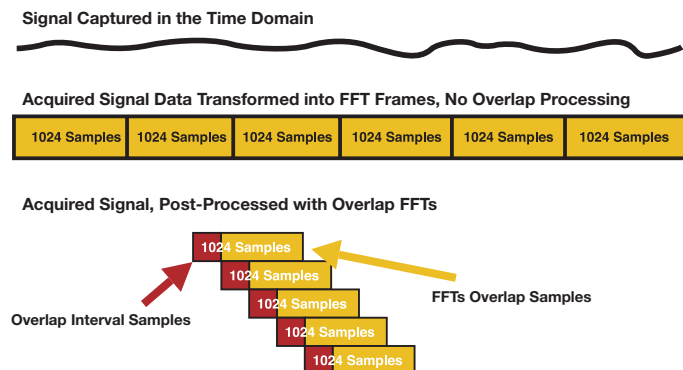 Signal Captured in the Time Domain
Acquired Signal Data Transformed into FFT Frames, No Overlap Processing
1024 Samples 1024 Samples 1024 Samples 1024 Samples 1024 Samples 1024 Samples
Acquired Signal, Post-Processed with Overlap FFTs
1024 Samples
1024 Samples
FFTs Overlap Samples
1024 Samples
Overlap Interval Samples
1024 Samples
1024 Samples